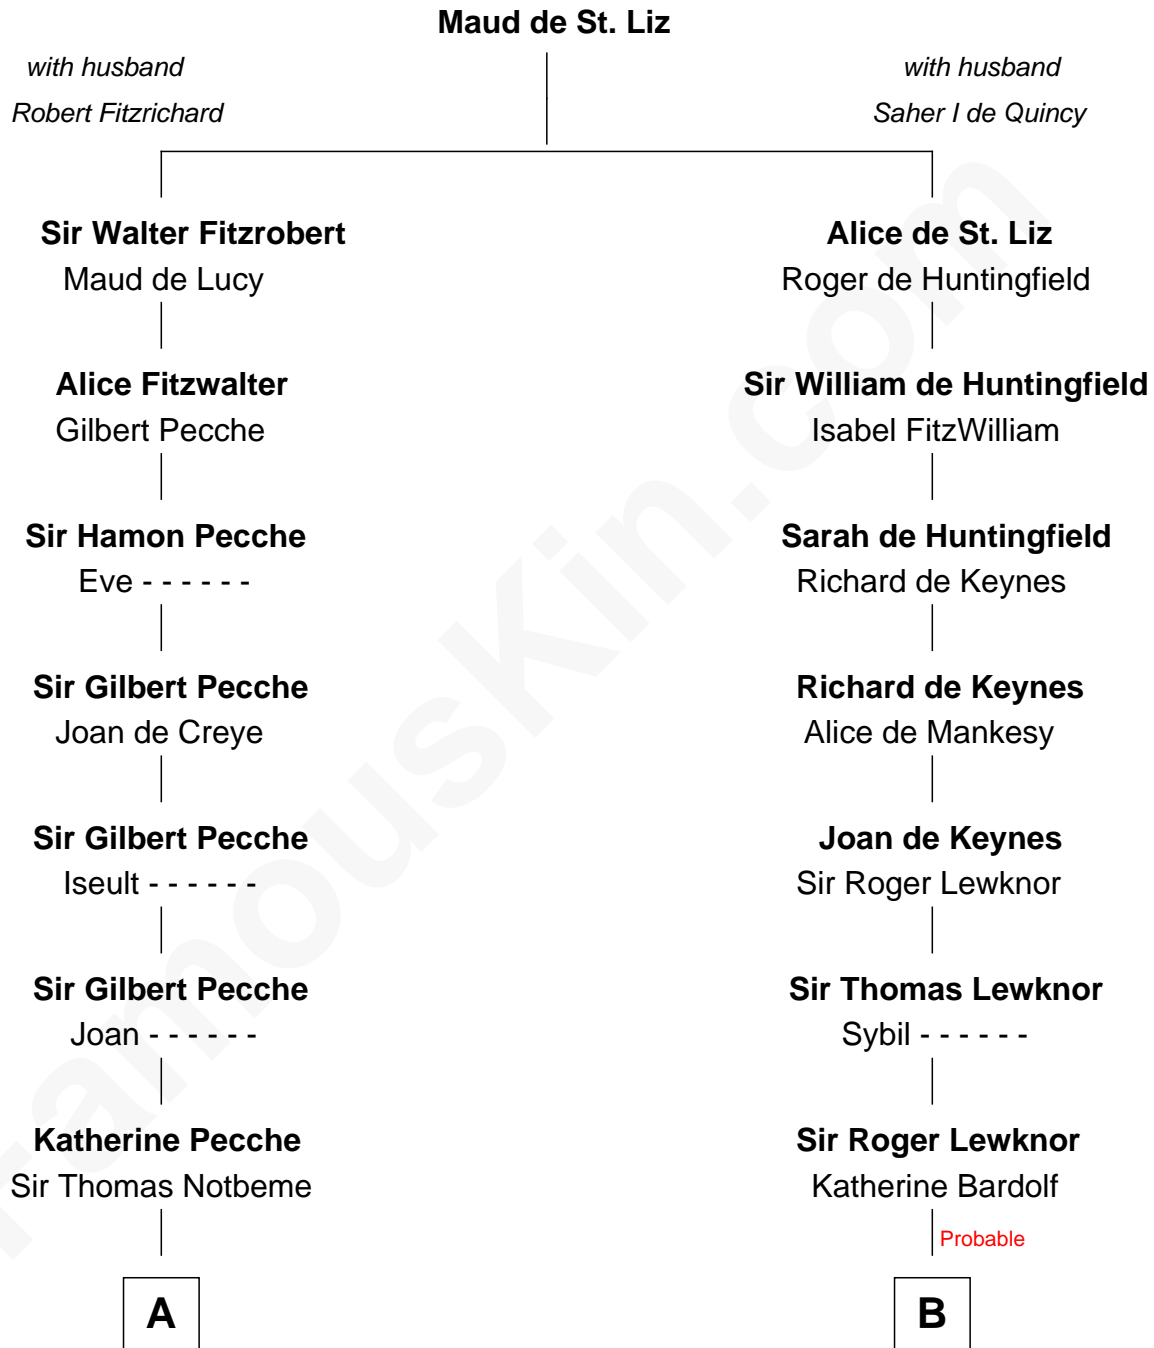 Maud de St. Liz
with husband
Robert Fitzrichard
with husband
Saher I de Quincy
Sir Walter Fitzrobert
Maud de Lucy
Alice Fitzwalter
Gilbert Pecche
Sir Hamon Pecche
Eve - - - - - -
Sir Gilbert Pecche
Joan de Creye
Sir Gilbert Pecche
Iseult - - - - - -
Sir Gilbert Pecche
Joan - - - - - -
Katherine Pecche
Sir Thomas Notbeme
A
Alice de St. Liz
Roger de Huntingfield
Sir William de Huntingfield
Isabel FitzWilliam
Sarah de Huntingfield
Richard de Keynes
Richard de Keynes
Alice de Mankesy
Joan de Keynes
Sir Roger Lewknor
Sir Thomas Lewknor
Sybil - - - - - -
Sir Roger Lewknor
Katherine Bardolf
Probable
B
FamousKin.com